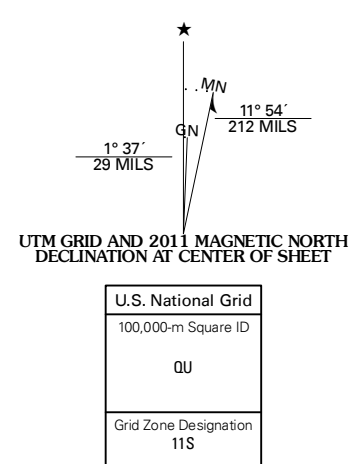 ★
MN
GN
11° 54´
212 MILS
1° 37´
29 MILS
UTM GRID AND 2011 MAGNETIC NORTH
DECLINATION AT CENTER OF SHEET
U.S. National Grid
100,000-m Square ID
QU
Grid Zone Designation
11S